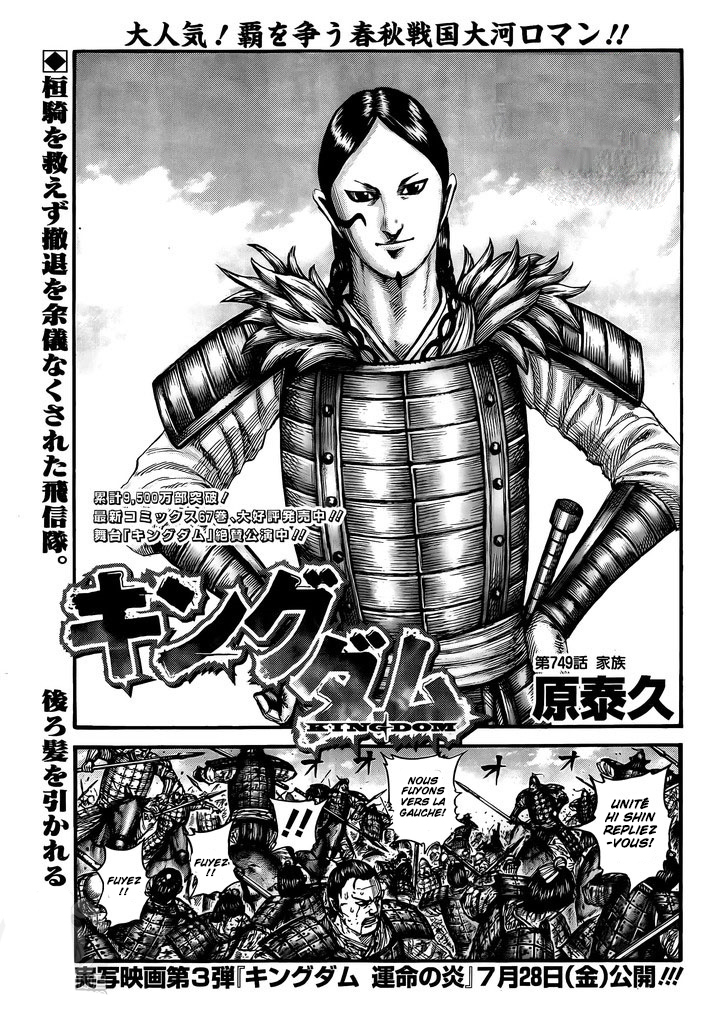 大人気！覇を争う春秋戦国大河ロマン!!
◆桓騎を救えず撤退を余儀なくされた飛信隊。
後ろ髪を引かれる
累計9,500万部突破！
最新コミックス67巻、大好評発売中!!
舞台『キングダム』絶賛公演中!!
キングダム
KINGDOM
第749話 家族
原泰久
UNITÉ
HI SHIN
REPLIEZ
-VOUS!
オ
オ
オ
NOUS
FUYONS
VERS LA
GAUCHE!
!!
FUYEZ
!!
FUYEZ!
!!
実写映画第3弾『キングダム 運命の炎』7月28日(金)公開!!!